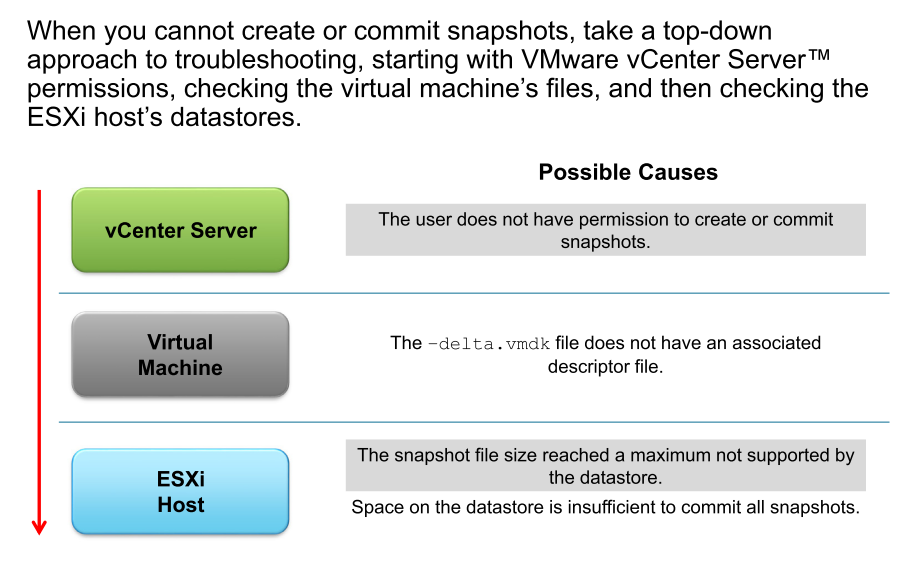 When you cannot create or commit snapshots, take a top-down
approach to troubleshooting, starting with VMware vCenter Server™
permissions, checking the virtual machine’s files, and then checking the
ESXi host’s datastores.
Possible Causes
vCenter Server
The user does not have permission to create or commit
snapshots.
Virtual
Machine
The -delta.vmdk file does not have an associated
descriptor file.
ESXi
Host
The snapshot file size reached a maximum not supported by
the datastore.
Space on the datastore is insufficient to commit all snapshots.